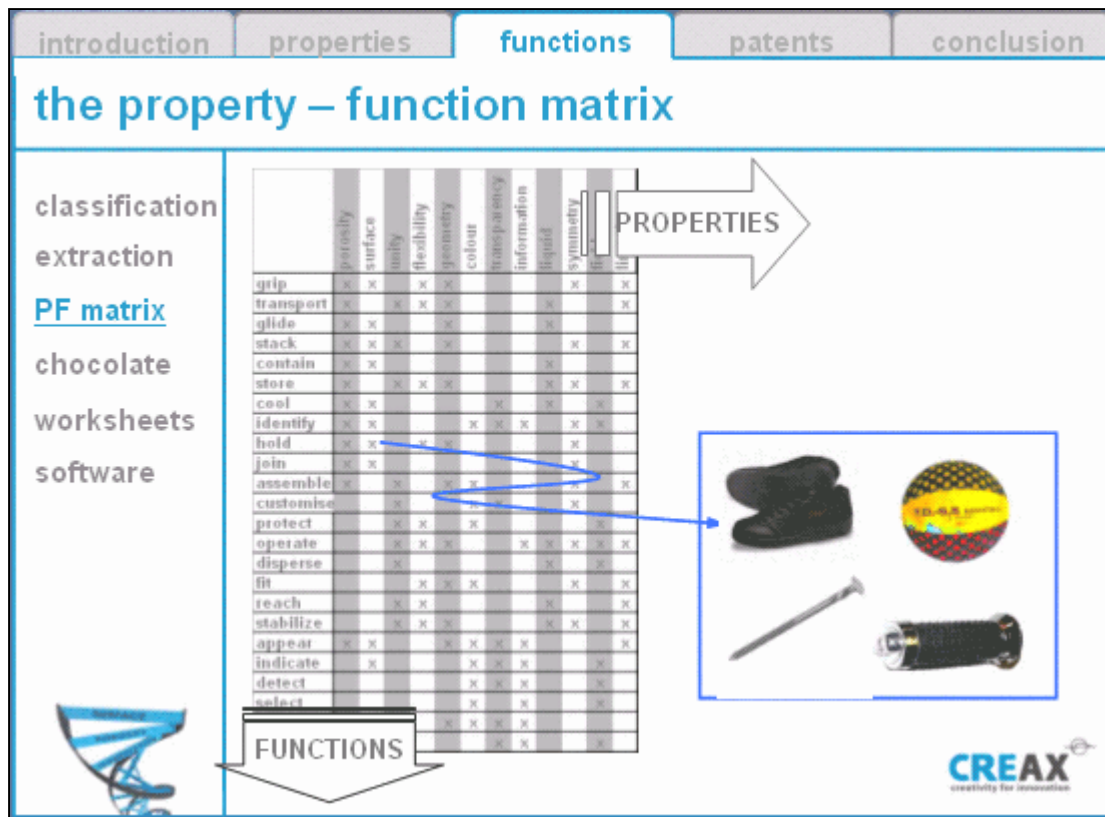 introduction properties functions patents conclusion
the property – function matrix
classification
extraction
PF matrix
chocolate
worksheets
software
porosity surface unity flexibility geometry colour transparency information liquid symmetry
PROPERTIES
grip x x x x x x
transport x x x x x x
glide x x x x
stack x x x x x x
contain x x x
store x x x x x x x
cool x x x x x
identify x x x x x x x
hold x x x x x
join x x x
assemble x x x x x x
customise x x x x
protect x x x x
operate x x x x x x x x
disperse x x x
fit x x x x x
reach x x x x
stabilize x x x x x x
appear x x x x x x x
indicate x x x x x
detect x x x x
select x x x
x x x x
x x x
FUNCTIONS
SURFACE
CREAX
creativity for innovation